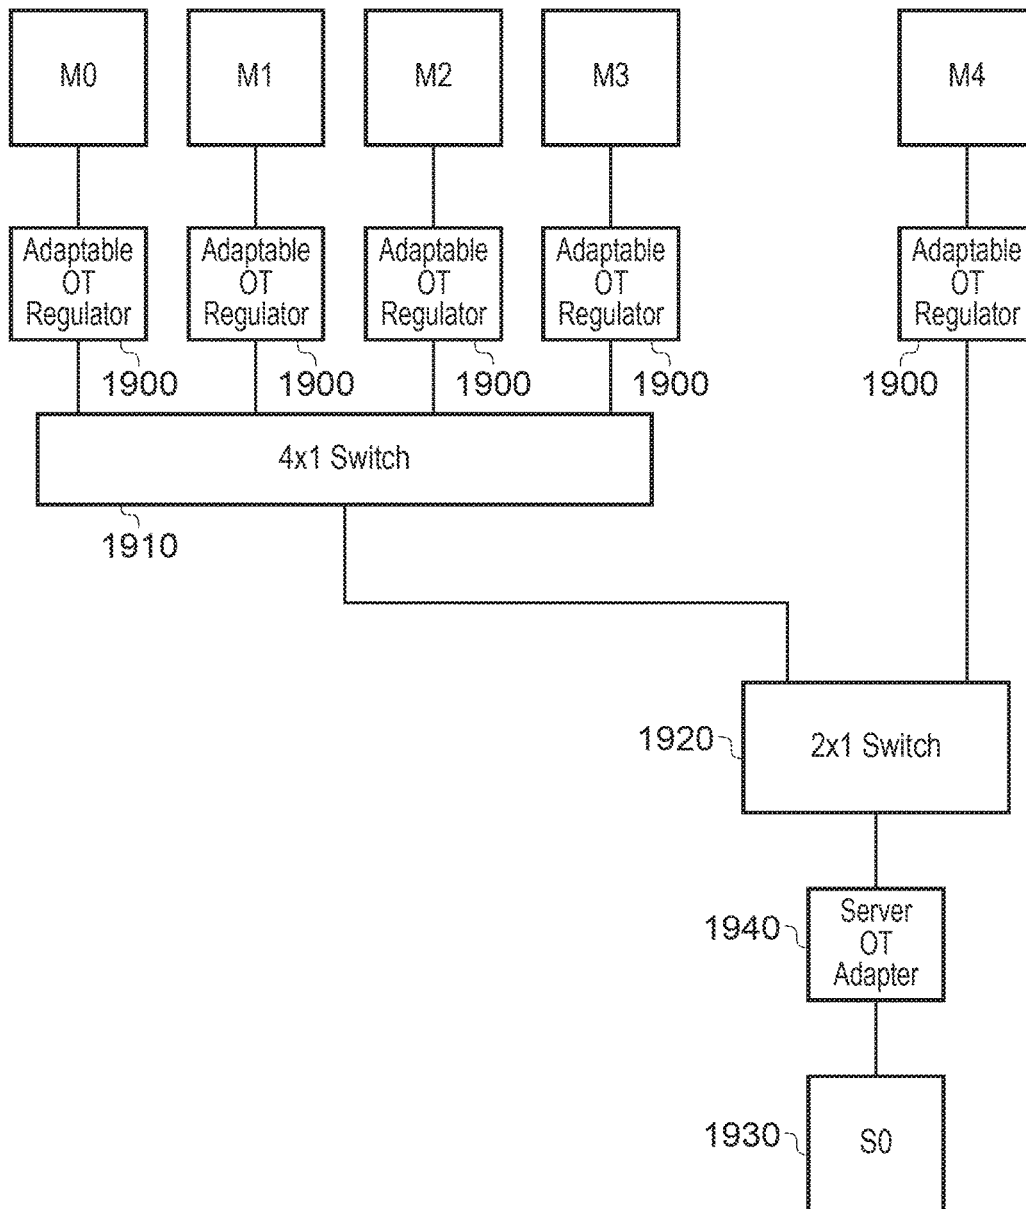 M0
M1
M2
M3
M4
Adaptable
OT
Regulator
Adaptable
OT
Regulator
Adaptable
OT
Regulator
Adaptable
OT
Regulator
Adaptable
OT
Regulator
1900
1900
1900
1900
1900
4x1 Switch
1910
1920
2x1 Switch
1940
Server
OT
Adapter
1930
S0